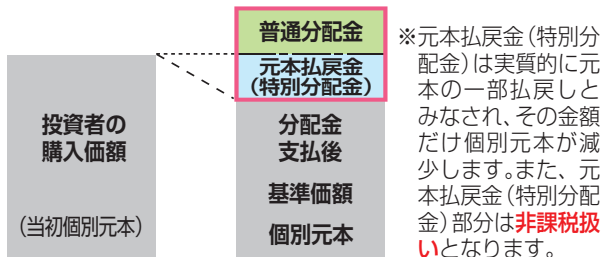 普通分配金
元本払戻金
（特別分配金）
投資者の
購入価額
（当初個別元本）
分配金
支払後
基準価額
個別元本
※元本払戻金（特別分
配金）は実質的に元
本の一部払戻しと
みなされ、その金額
だけ個別元本が減
少します。また、元
本払戻金（特別分配
金）部分は非課税扱
いとなります。